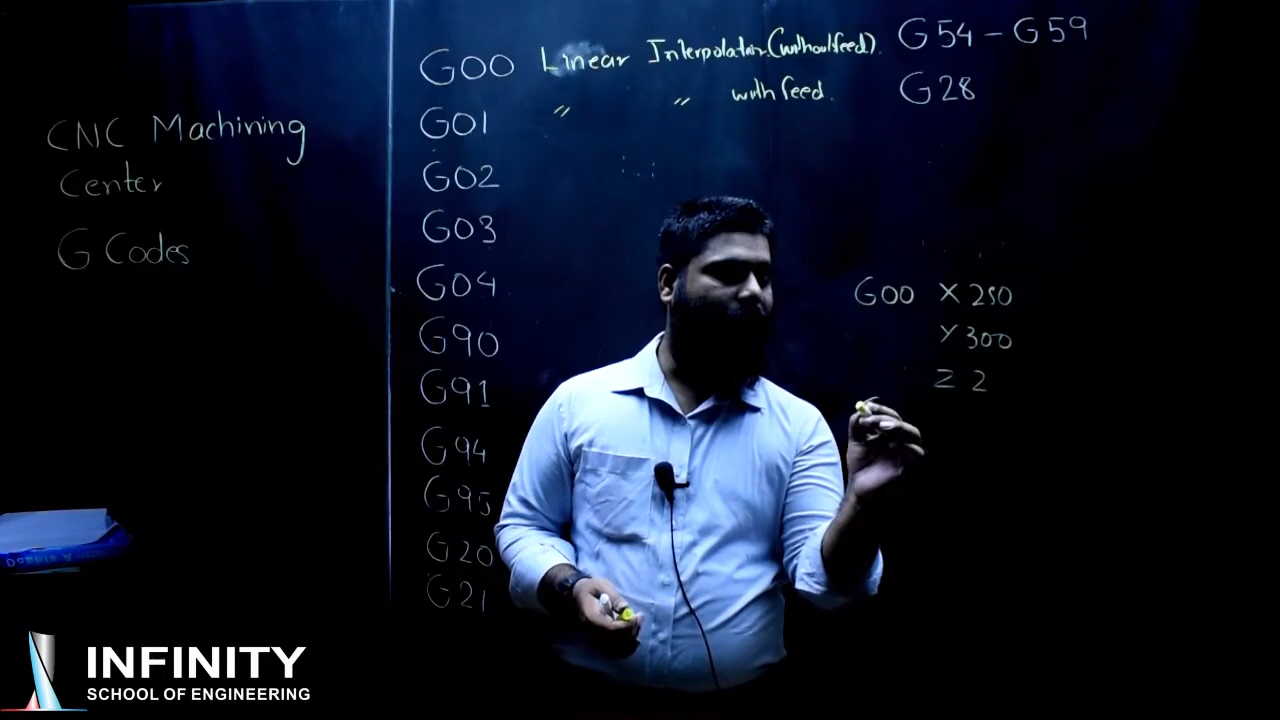 CNC Machining
Center
G Codes
G00 Linear Interpolation (without feed).
G01 〃 〃 with feed.
G02
G03
G04
G90
G91
G94
G95
G20
G21
G54 - G59
G28
G00 X 250
Y 300
Z 2
INFINITY
SCHOOL OF ENGINEERING